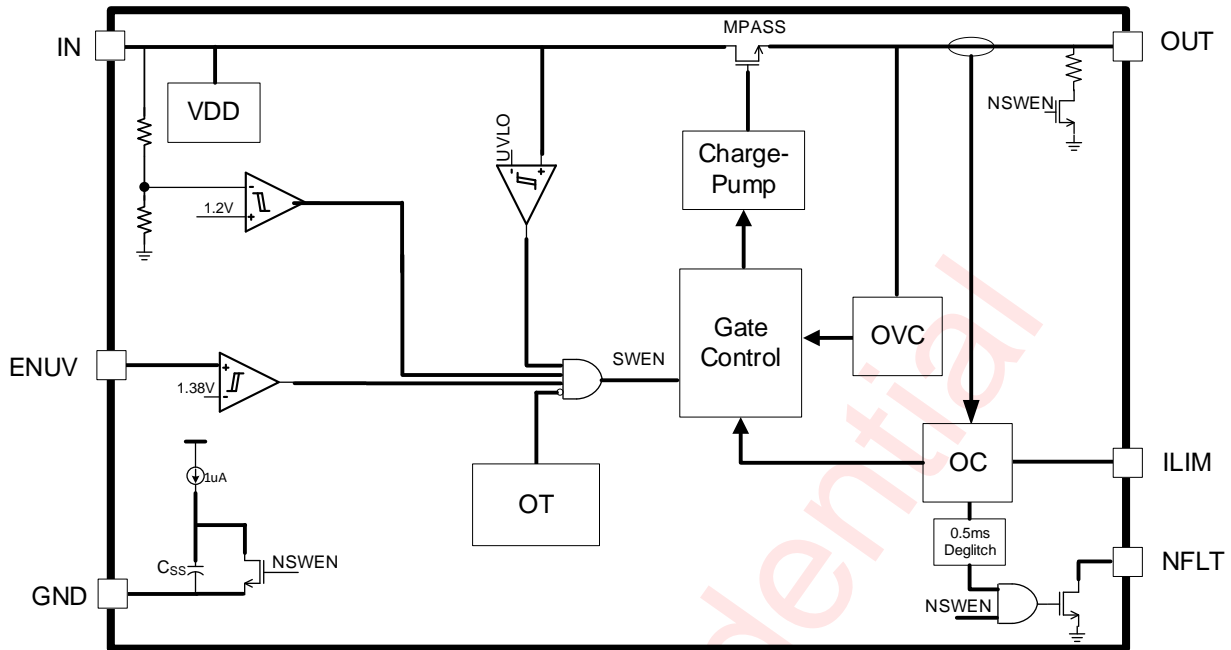 MPASS
IN
OUT
VDD
NSWEN
UVLO
-
+
Charge-
Pump
-
1.2V
+
Gate
Control
OVC
SWEN
ENUV
+
1.38V
-
OC
ILIM
1uA
OT
0.5ms
Deglitch
NSWEN
CSS
NFLT
GND
NSWEN
dential